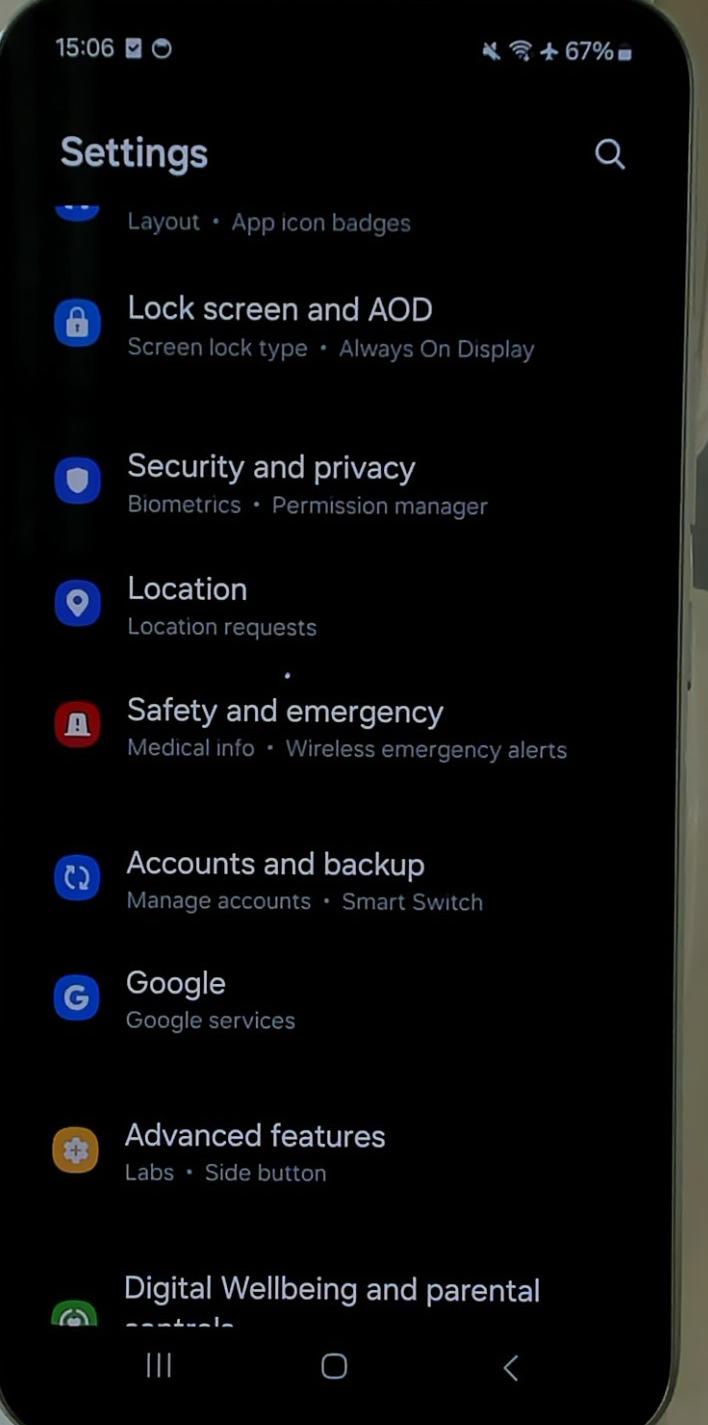 15:06
67%
Settings
Layout • App icon badges
Lock screen and AOD
Screen lock type • Always On Display
Security and privacy
Biometrics • Permission manager
Location
Location requests
Safety and emergency
Medical info • Wireless emergency alerts
Accounts and backup
Manage accounts • Smart Switch
G
Google
Google services
Advanced features
Labs • Side button
Digital Wellbeing and parental
controls